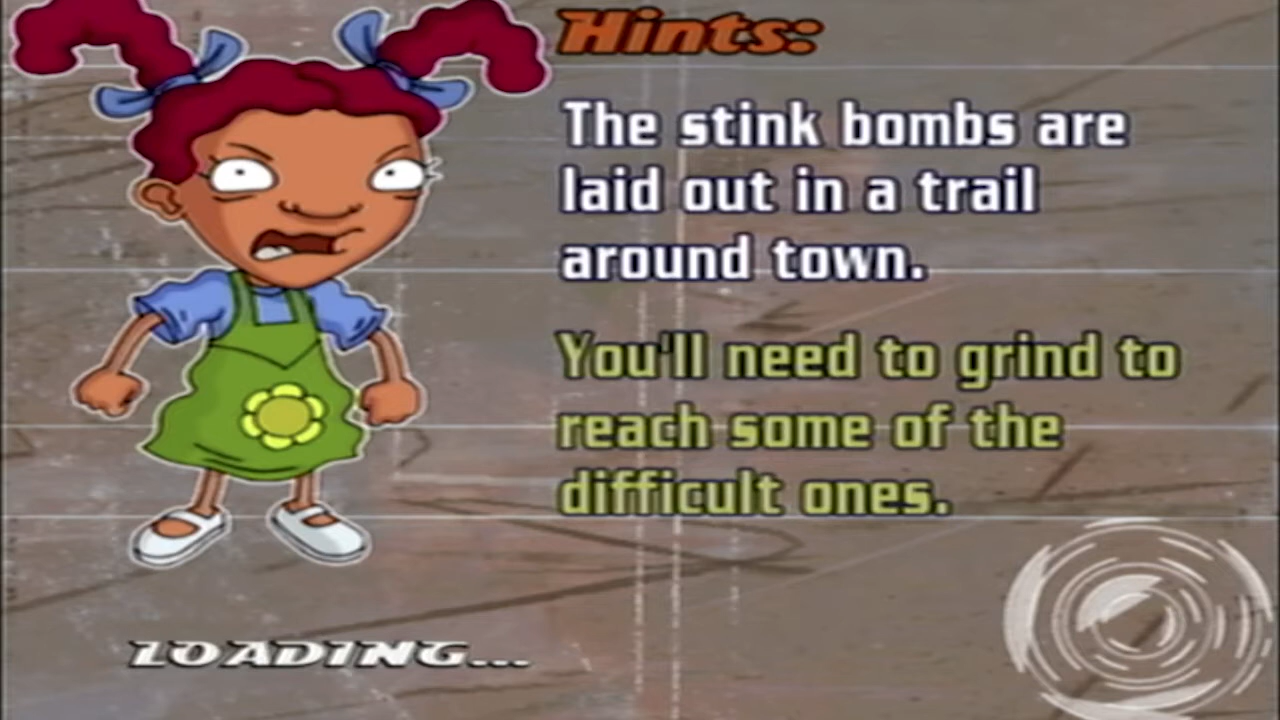 Hints:
The stink bombs are
laid out in a trail
around town.
You'll need to grind to
reach some of the
difficult ones.
LOADING...